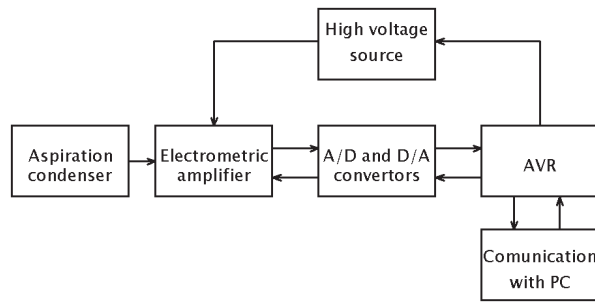 High voltage
source
Aspiration
condenser
Electrometric
amplifier
A/D and D/A
convertors
AVR
Comunication
with PC